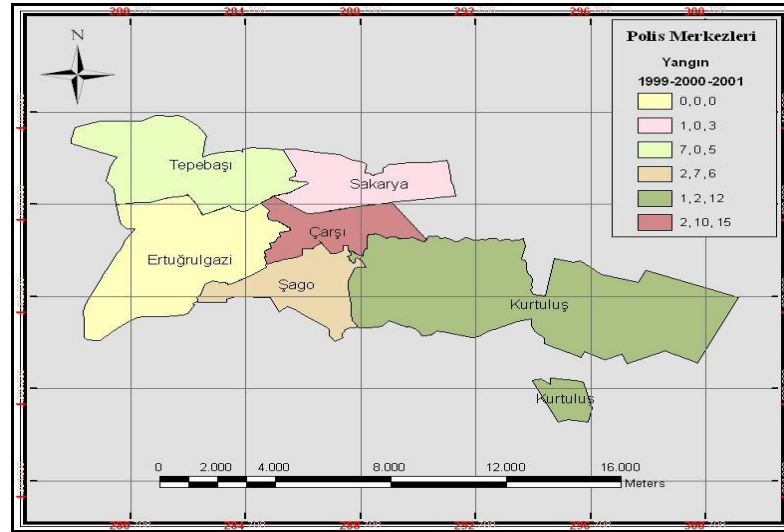 N
Polis Merkezleri
Yangın
1999-2000-2001
0, 0, 0
1, 0, 3
7, 0, 5
2, 7, 6
1, 2, 12
2, 10, 15
Tepebaşı
Sakarya
Çarşı
Ertuğrulgazi
Şago
Kurtuluş
Kurtuluş
0 2.000 4.000 8.000 12.000 16.000
Meters